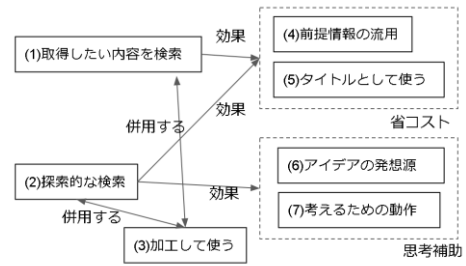 (1)取得したい内容を検索
効果
(4)前提情報の流用
(5)タイトルとして使う
省コスト
効果
併用する
(2)探索的な検索
効果
(6)アイデアの発想源
(7)考えるための動作
思考補助
併用する
(3)加工して使う